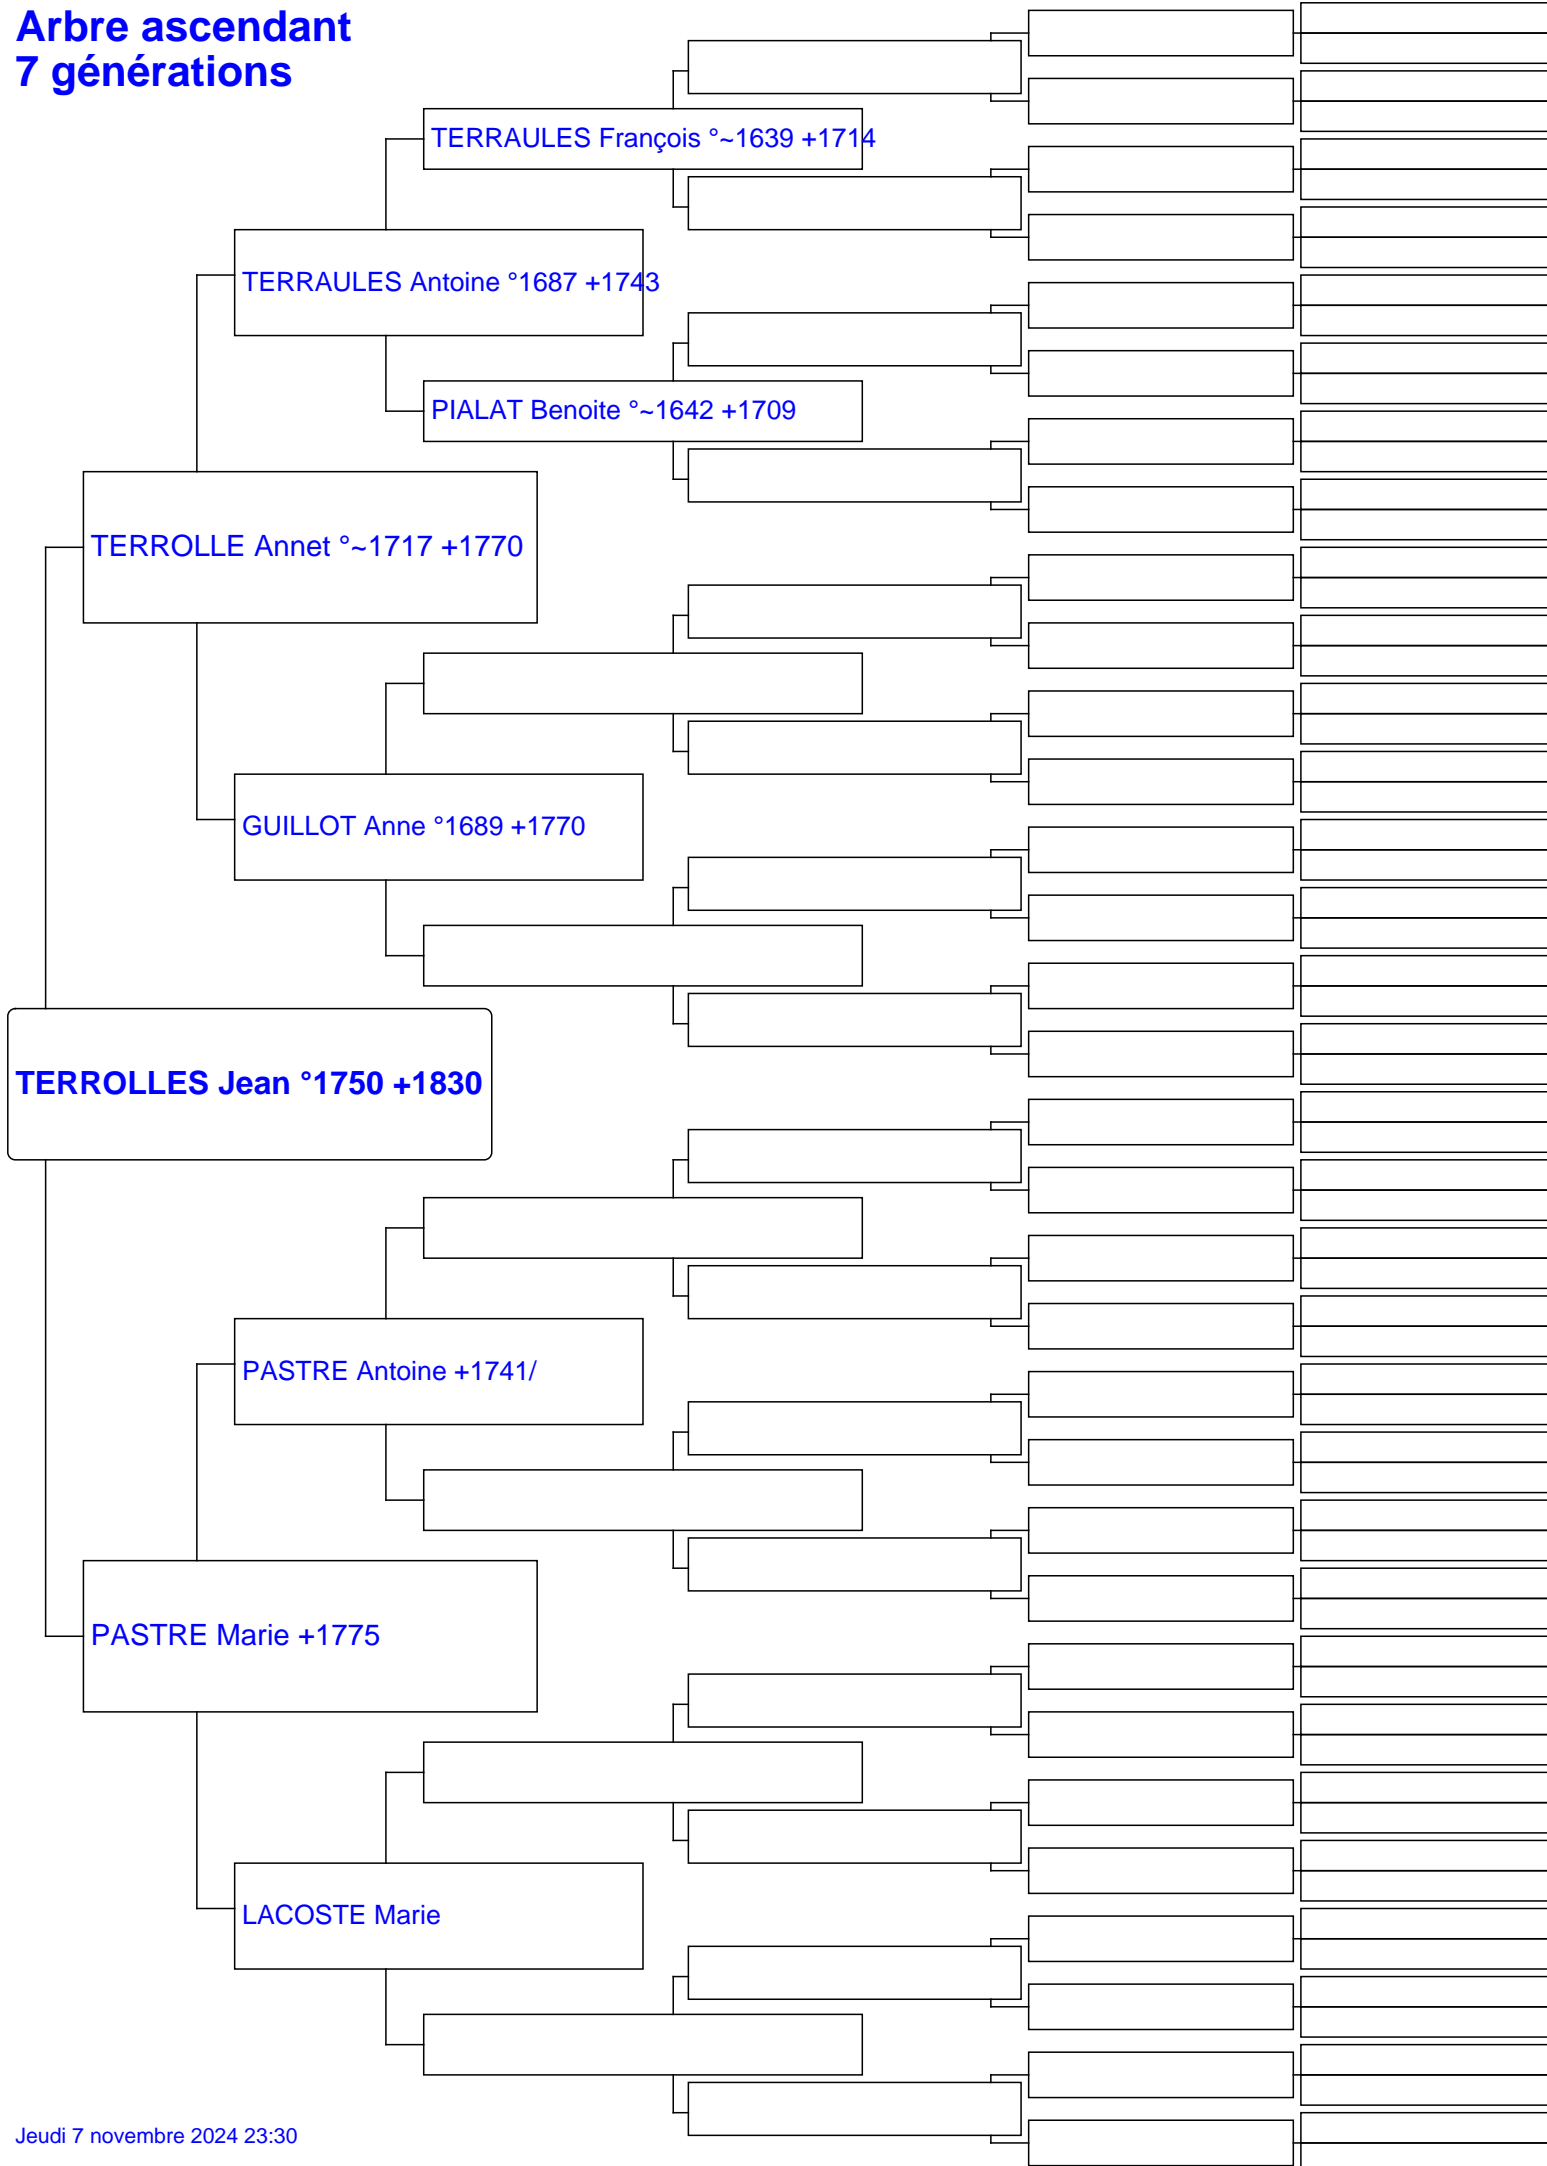 Arbre ascendant
7 générations
TERRAULES François °~1639 +1714
TERRAULES Antoine °1687 +1743
PIALAT Benoite °~1642 +1709
TERROLLE Annet °~1717 +1770
GUILLOT Anne °1689 +1770
TERROLLES Jean °1750 +1830
PASTRE Antoine +1741/
PASTRE Marie +1775
LACOSTE Marie
Jeudi 7 novembre 2024 23:30